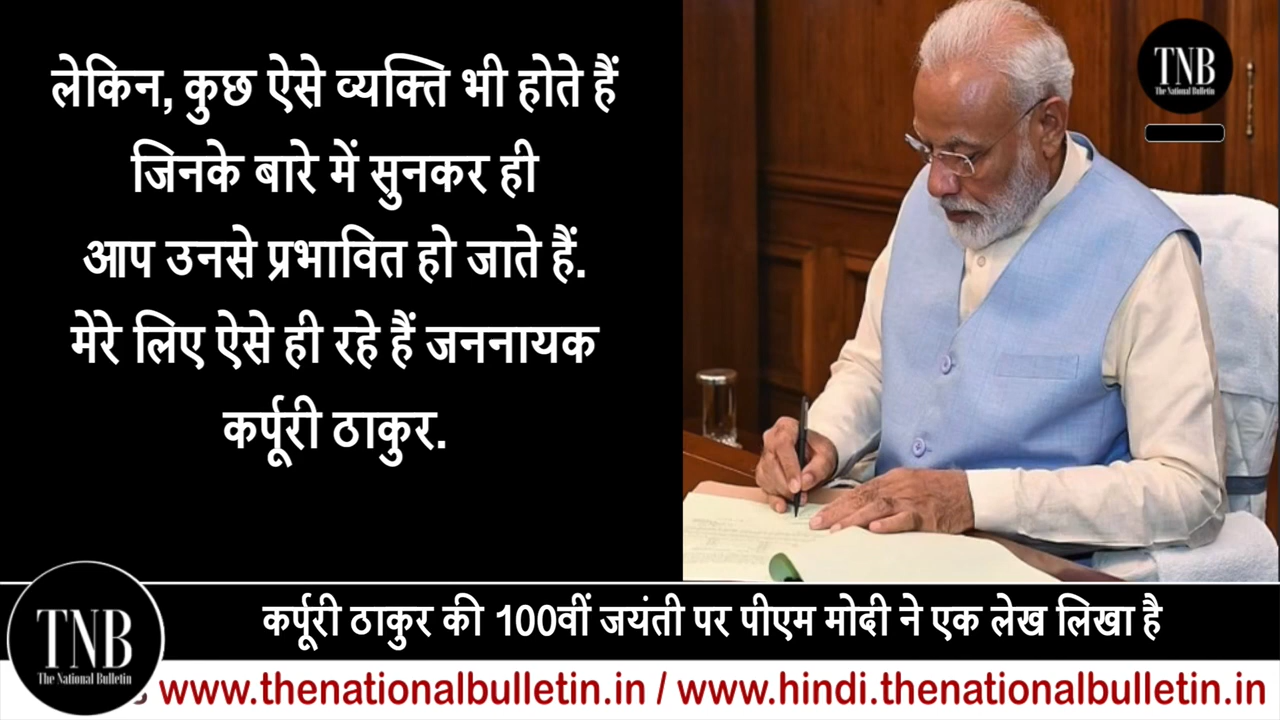 लेकिन, कुछ ऐसे व्यक्ति भी होते हैं
जिनके बारे में सुनकर ही
आप उनसे प्रभावित हो जाते हैं.
मेरे लिए ऐसे ही रहे हैं जननायक
कर्पूरी ठाकुर.
TNB
The National Bulletin
कर्पूरी ठाकुर की 100वीं जयंती पर पीएम मोदी ने एक लेख लिखा है
TNB
The National Bulletin
www.thenationalbulletin.in / www.hindi.thenationalbulletin.in